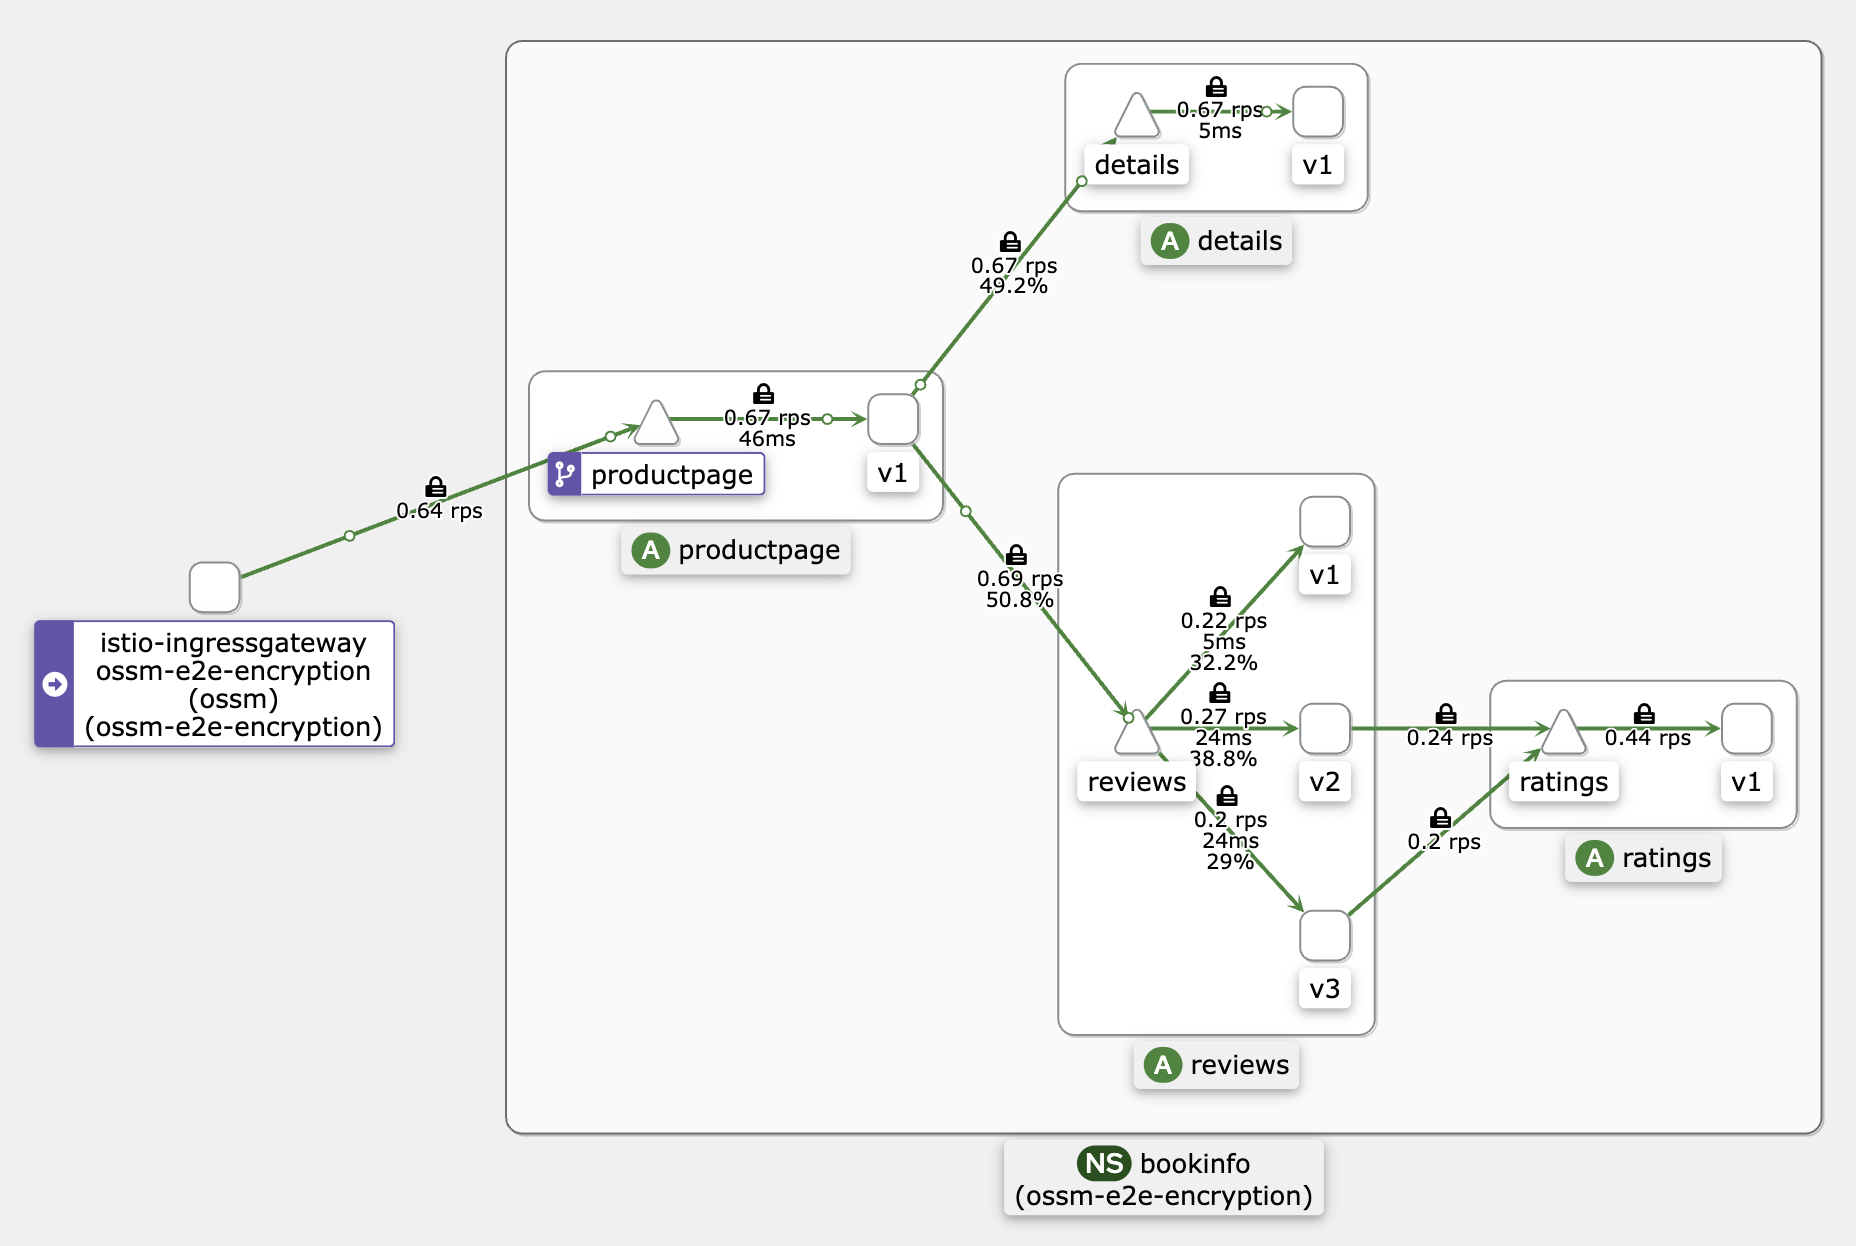 0.67 rps
5ms
details
v1
A details
0.67 rps
49.2%
0.67 rps
46ms
productpage
v1
A productpage
0.64 rps
istio-ingressgateway
ossm-e2e-encryption
(ossm)
(ossm-e2e-encryption)
0.69 rps
50.8%
v1
0.22 rps
5ms
32.2%
0.27 rps
24ms
38.8%
reviews
v2
0.2 rps
24ms
29%
v3
A reviews
0.24 rps
0.2 rps
0.44 rps
ratings
v1
A ratings
NS bookinfo
(ossm-e2e-encryption)